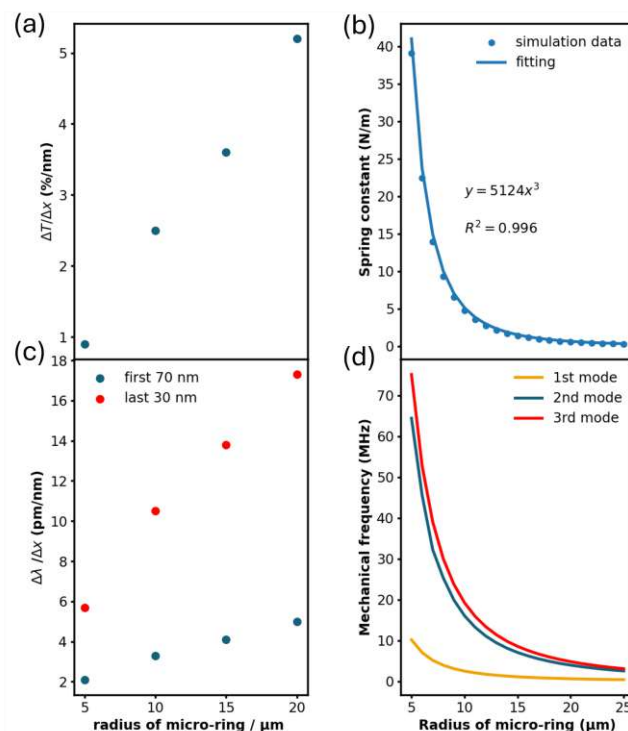 (a)
5
4
3
2
1
ΔT/Δx (%/nm)
(b)
simulation data
fitting
y = 5124x³
R² = 0.996
40
35
30
25
20
15
10
5
0
Spring constant (N/m)
(c)
first 70 nm
last 30 nm
18
16
14
12
10
8
6
4
2
Δλ /Δx (pm/nm)
5 10 15 20
radius of micro-ring / μm
(d)
1st mode
2nd mode
3rd mode
70
60
50
40
30
20
10
0
Mechanical frequency (MHz)
5 10 15 20 25
Radius of micro-ring (μm)